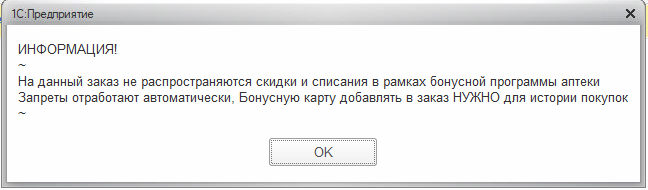 1С:Предприятие
ИНФОРМАЦИЯ!
~
На данный заказ не распространяются скидки и списания в рамках бонусной программы аптеки
Запреты отработают автоматически, Бонусную карту добавлять в заказ НУЖНО для истории покупок
~
OK